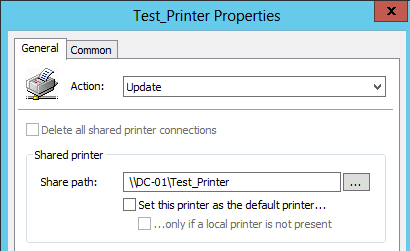 Test_Printer Properties
x
General Common
Action: Update
Delete all shared printer connections
Shared printer
Share path: \\DC-01\Test_Printer ...
Set this printer as the default printer...
...only if a local printer is not present